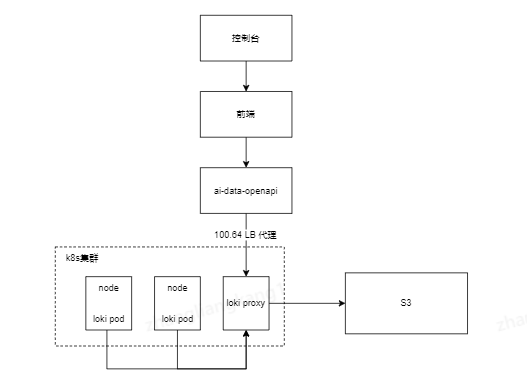 控制台
前端
ai-data-openapi
100.64 LB 代理
k8s集群
node
node
loki proxy
loki pod
loki pod
S3